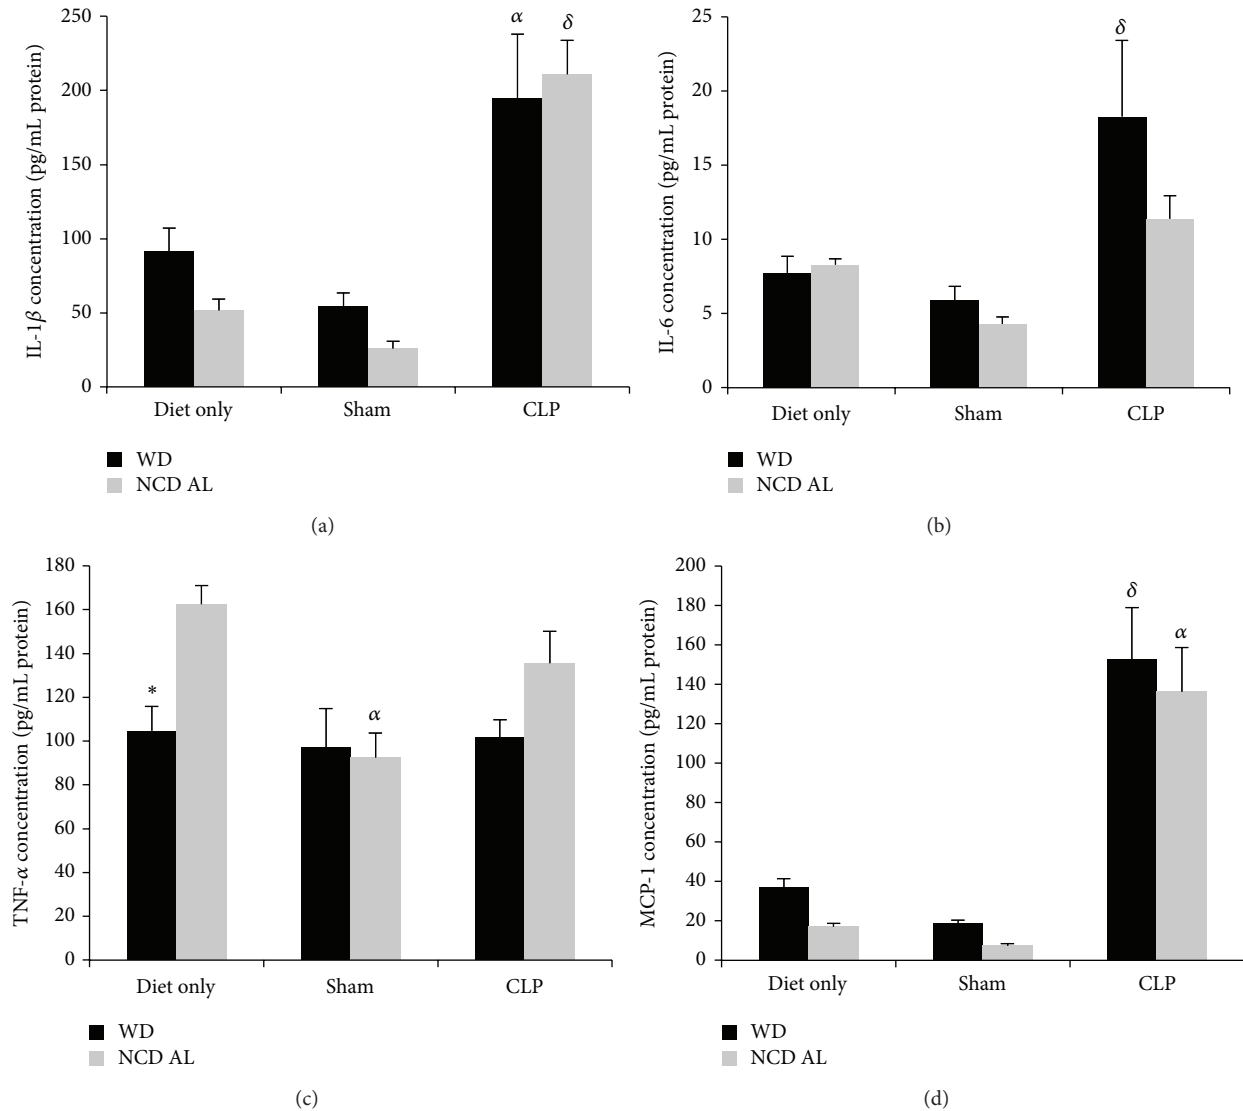 IL-1β concentration (pg/mL protein)
250
200
150
100
50
0
α
δ
Diet only
Sham
CLP
WD
NCD AL
(a)
IL-6 concentration (pg/mL protein)
25
20
15
10
5
0
δ
Diet only
Sham
CLP
WD
NCD AL
(b)
TNF-α concentration (pg/mL protein)
180
160
140
120
100
80
60
40
20
0
*
α
Diet only
Sham
CLP
WD
NCD AL
(c)
MCP-1 concentration (pg/mL protein)
200
180
160
140
120
100
80
60
40
20
0
δ
α
Diet only
Sham
CLP
WD
NCD AL
(d)